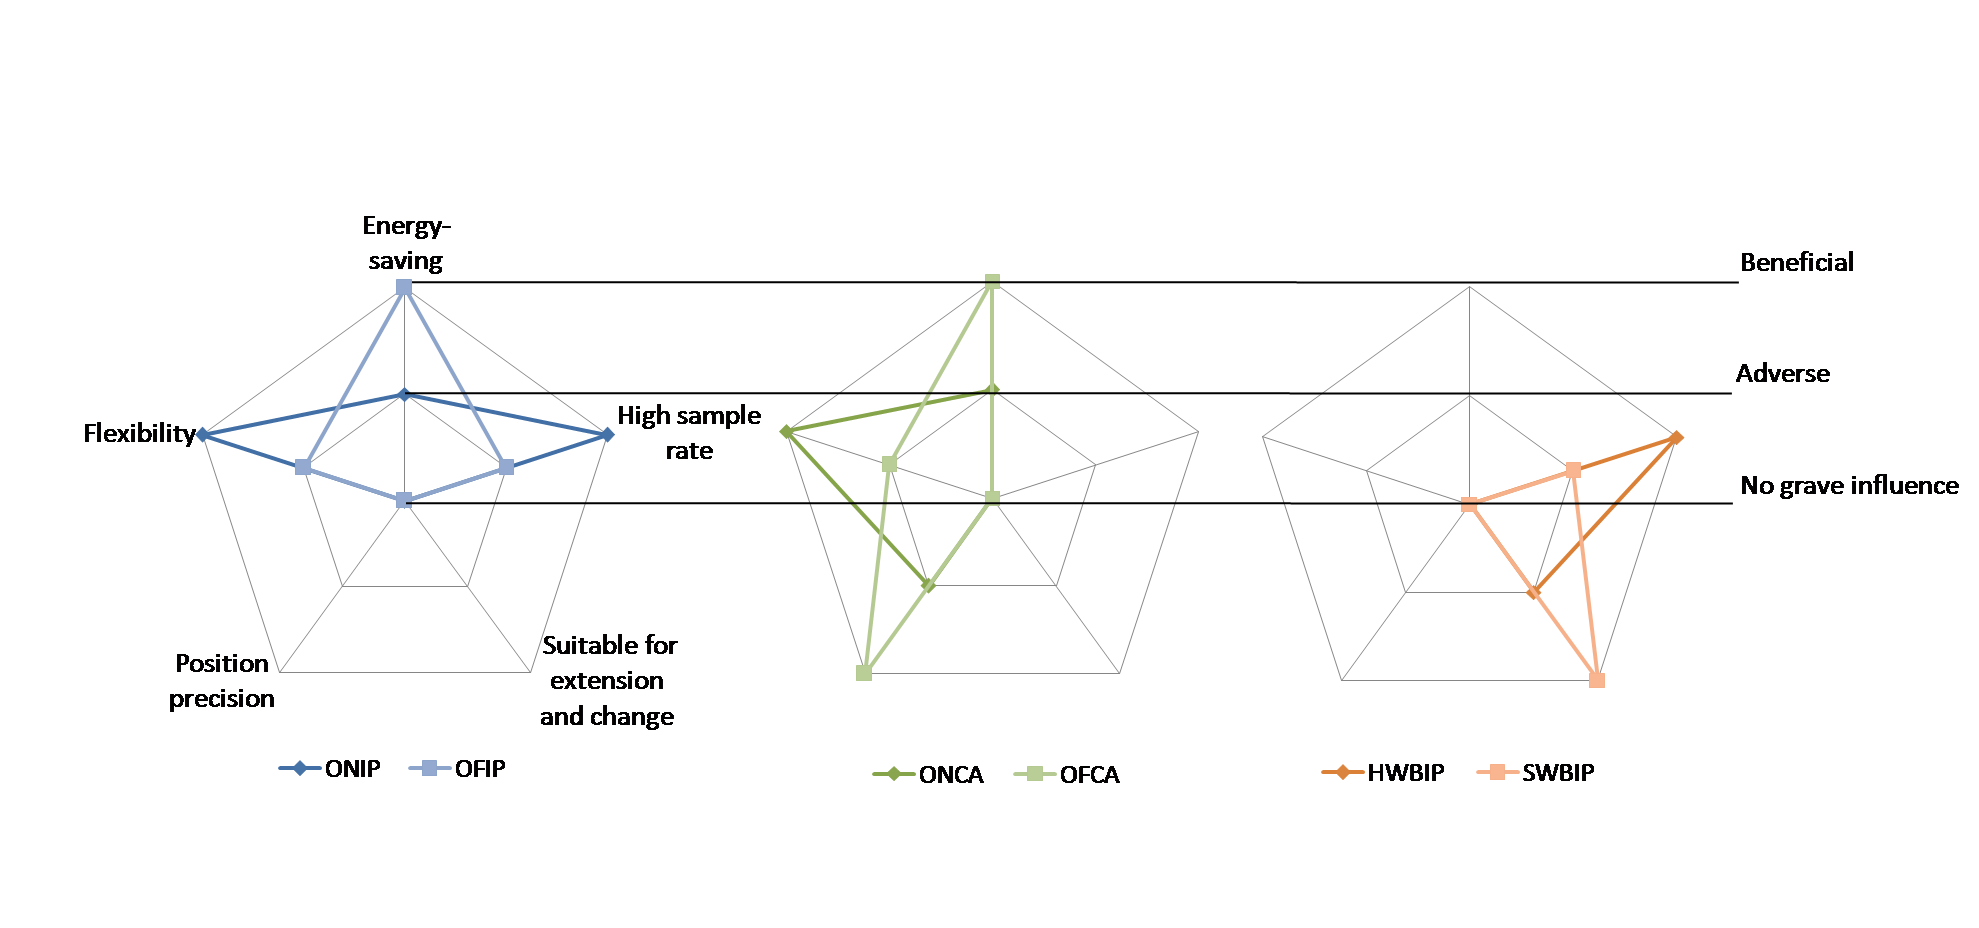 Energy-
saving
Beneficial
Adverse
High sample
rate
Flexibility
No grave influence
Position
precision
Suitable for
extension
and change
ONIP
OFIP
ONCA
OFCA
HWBIP
SWBIP